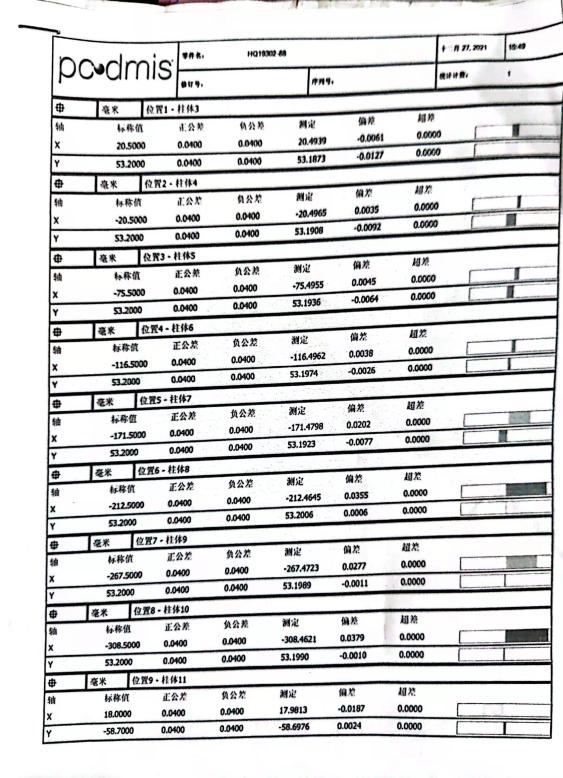 pc•dmis
零件名: HQ19302-88 十二月 27, 2021 15:49
修订号: 序列号: 统计计数: 1
⊕ 毫米 位置1 - 柱体3
轴 标称值 正公差 负公差 测定 偏差 超差
X 20.5000 0.0400 0.0400 20.4939 -0.0061 0.0000
Y 53.2000 0.0400 0.0400 53.1873 -0.0127 0.0000
⊕ 毫米 位置2 - 柱体4
轴 标称值 正公差 负公差 测定 偏差 超差
X -20.5000 0.0400 0.0400 -20.4965 0.0035 0.0000
Y 53.2000 0.0400 0.0400 53.1908 -0.0092 0.0000
⊕ 毫米 位置3 - 柱体5
轴 标称值 正公差 负公差 测定 偏差 超差
X -75.5000 0.0400 0.0400 -75.4955 0.0045 0.0000
Y 53.2000 0.0400 0.0400 53.1936 -0.0064 0.0000
⊕ 毫米 位置4 - 柱体6
轴 标称值 正公差 负公差 测定 偏差 超差
X -116.5000 0.0400 0.0400 -116.4962 0.0038 0.0000
Y 53.2000 0.0400 0.0400 53.1974 -0.0026 0.0000
⊕ 毫米 位置5 - 柱体7
轴 标称值 正公差 负公差 测定 偏差 超差
X -171.5000 0.0400 0.0400 -171.4798 0.0202 0.0000
Y 53.2000 0.0400 0.0400 53.1923 -0.0077 0.0000
⊕ 毫米 位置6 - 柱体8
轴 标称值 正公差 负公差 测定 偏差 超差
X -212.5000 0.0400 0.0400 -212.4645 0.0355 0.0000
Y 53.2000 0.0400 0.0400 53.2006 0.0006 0.0000
⊕ 毫米 位置7 - 柱体9
轴 标称值 正公差 负公差 测定 偏差 超差
X -267.5000 0.0400 0.0400 -267.4723 0.0277 0.0000
Y 53.2000 0.0400 0.0400 53.1989 -0.0011 0.0000
⊕ 毫米 位置8 - 柱体10
轴 标称值 正公差 负公差 测定 偏差 超差
X -308.5000 0.0400 0.0400 -308.4621 0.0379 0.0000
Y 53.2000 0.0400 0.0400 53.1990 -0.0010 0.0000
⊕ 毫米 位置9 - 柱体11
轴 标称值 正公差 负公差 测定 偏差 超差
X 18.0000 0.0400 0.0400 17.9813 -0.0187 0.0000
Y -58.7000 0.0400 0.0400 -58.6976 0.0024 0.0000